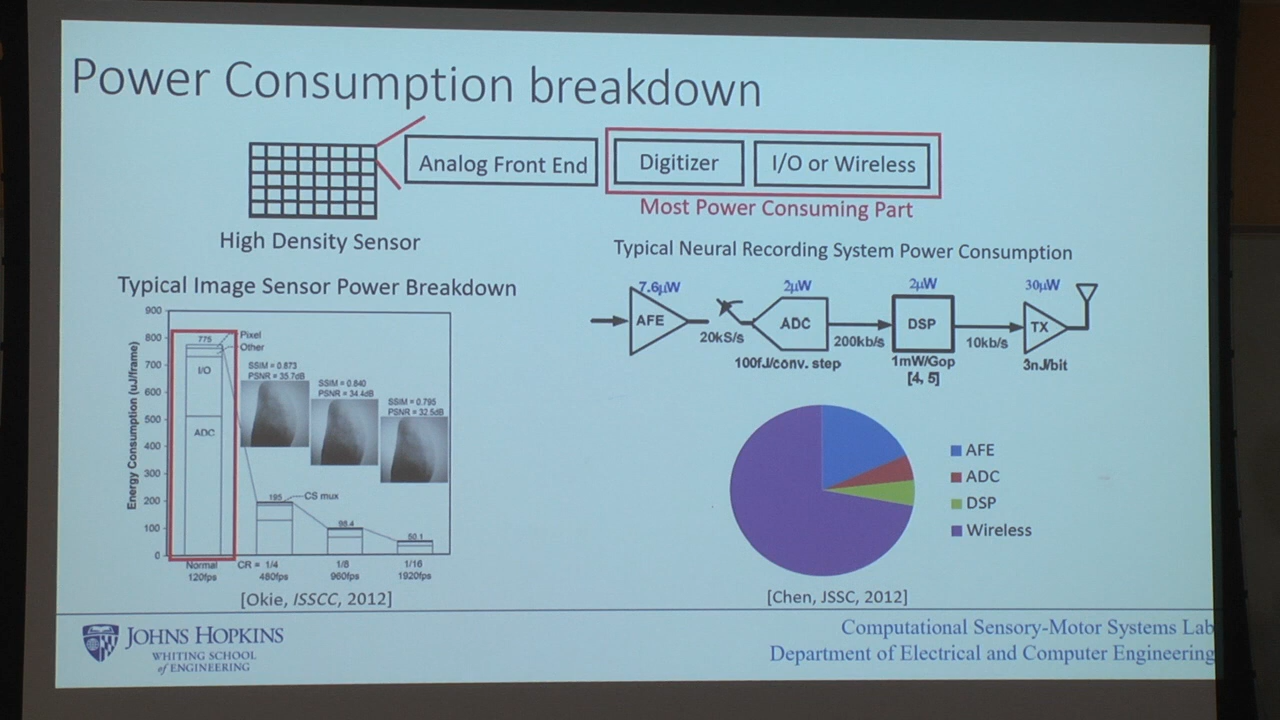 Power Consumption breakdown
Analog Front End
Digitizer
I/O or Wireless
Most Power Consuming Part
High Density Sensor
Typical Image Sensor Power Breakdown
Energy Consumption (uJ/frame)
900
800
700
600
500
400
300
200
100
0
775
Pixel
Other
I/O
ADC
SSIM = 0.873
PSNR = 35.7dB
SSIM = 0.840
PSNR = 34.4dB
SSIM = 0.795
PSNR = 32.5dB
195
CS mux
98.4
50.1
Normal
120fps
CR = 1/4
480fps
1/8
960fps
1/16
1920fps
[Okie, ISSCC, 2012]
Typical Neural Recording System Power Consumption
7.6μW
2μW
2μW
30μW
AFE
20kS/s
ADC
200kb/s
DSP
10kb/s
TX
100fJ/conv. step
1mW/Gop
[4, 5]
3nJ/bit
AFE
ADC
DSP
Wireless
[Chen, JSSC, 2012]
JOHNS HOPKINS
WHITING SCHOOL
of ENGINEERING
Computational Sensory-Motor Systems Lab
Department of Electrical and Computer Engineering